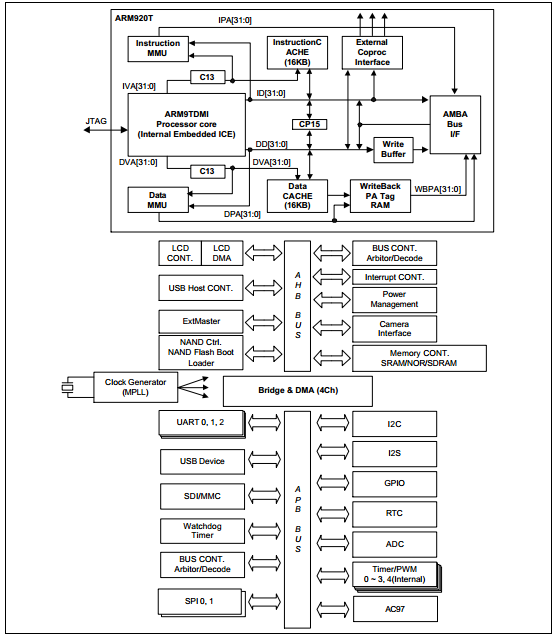 ARM920T
IPA[31:0]
Instruction
MMU
InstructionC
ACHE
(16KB)
External
Coproc
Interface
C13
IVA[31:0]
ID[31:0]
JTAG
ARM9TDMI
Processor core
(Internal Embedded ICE)
CP15
AMBA
Bus
I/F
DD[31:0]
Write
Buffer
DVA[31:0]
C13
DVA[31:0]
Data
MMU
Data
CACHE
(16KB)
WriteBack
PA Tag
RAM
WBPA[31:0]
DPA[31:0]
LCD
CONT.
LCD
DMA
USB Host CONT.
ExtMaster
NAND Ctrl.
NAND Flash Boot
Loader
AHB BUS
BUS CONT.
Arbitor/Decode
Interrupt CONT.
Power
Management
Camera
Interface
Memory CONT.
SRAM/NOR/SDRAM
Clock Generator
(MPLL)
Bridge & DMA (4Ch)
UART 0, 1, 2
USB Device
SDI/MMC
Watchdog
Timer
BUS CONT.
Arbitor/Decode
SPI 0, 1
APB BUS
I2C
I2S
GPIO
RTC
ADC
Timer/PWM
0 ~ 3, 4(Internal)
AC97